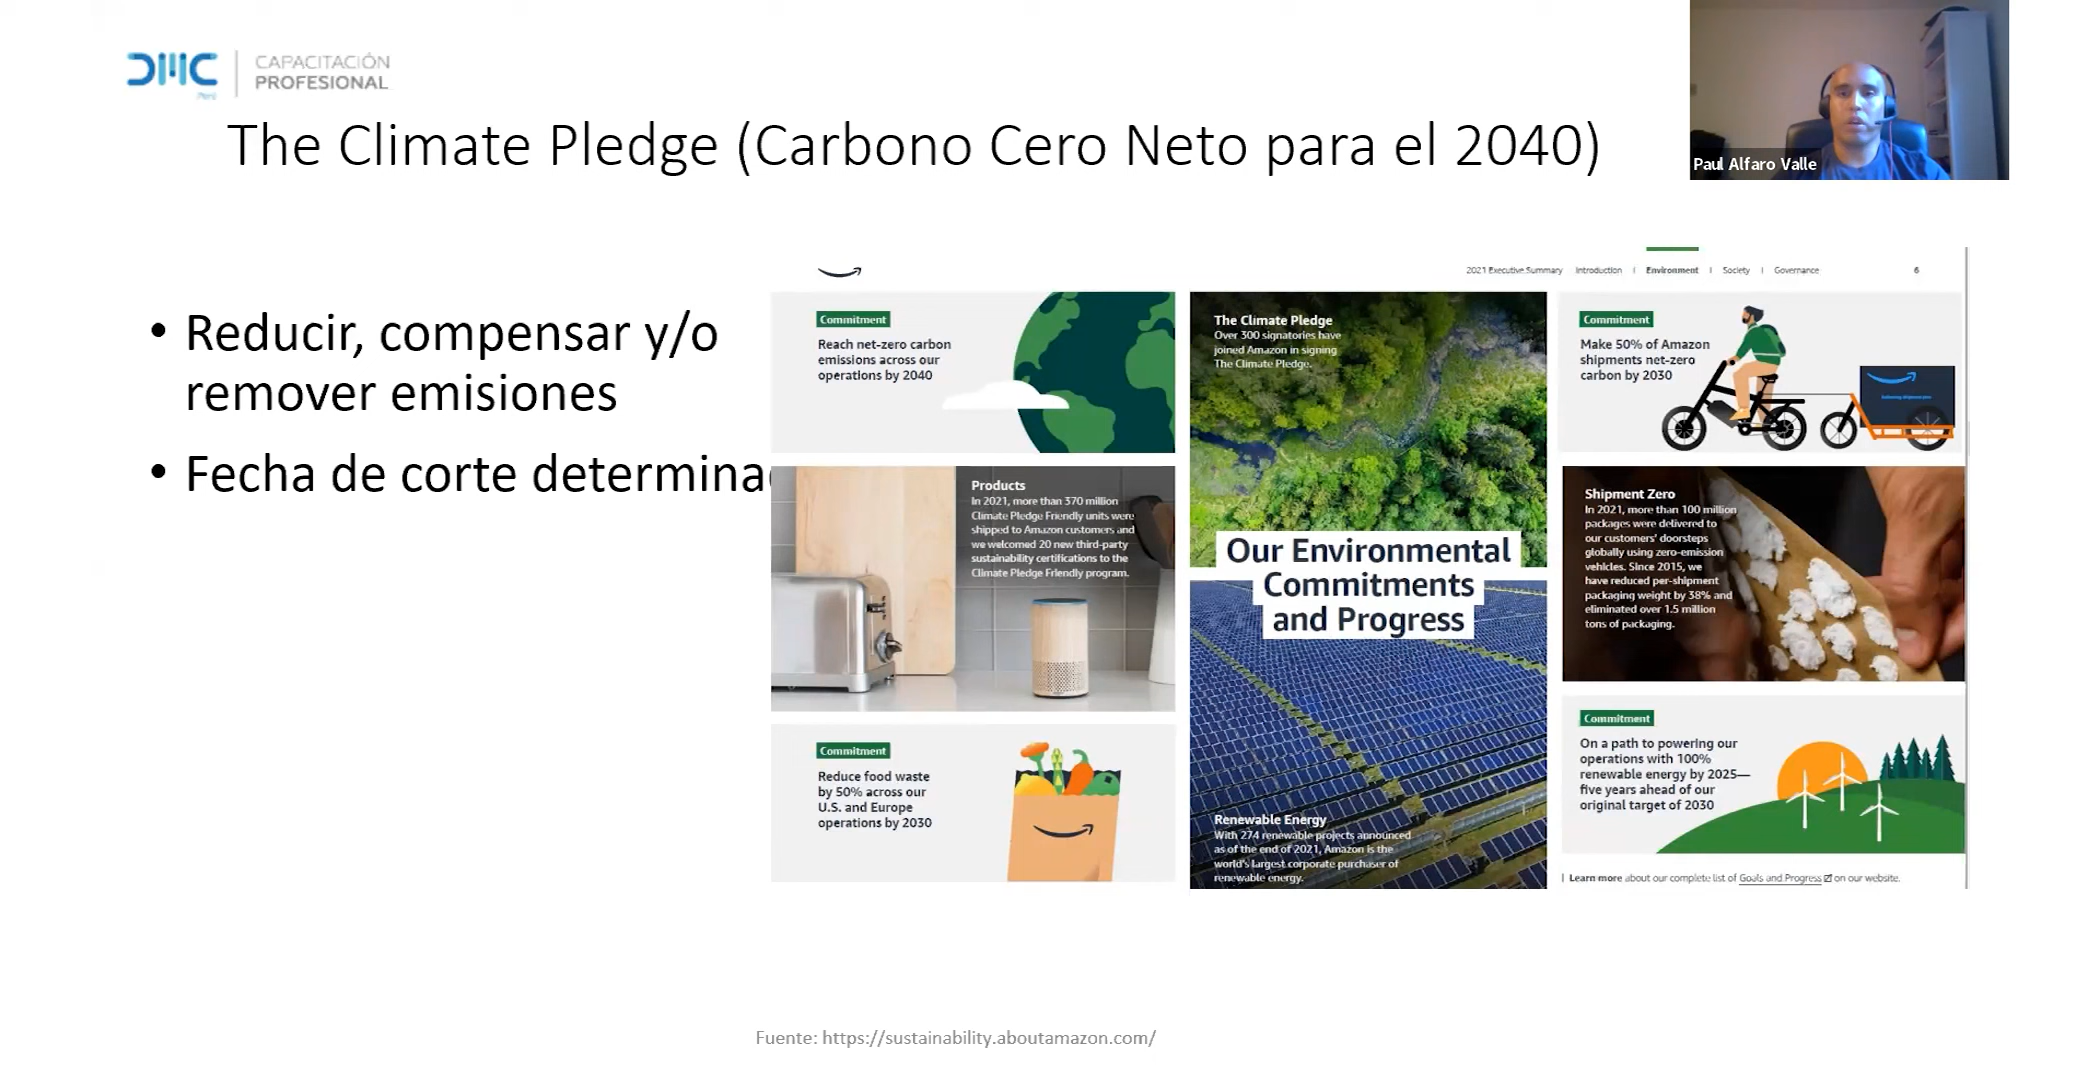 DMC
CAPACITACIÓN
PROFESIONAL
The Climate Pledge (Carbono Cero Neto para el 2040)
Paul Alfaro Valle
• Reducir, compensar y/o
remover emisiones
• Fecha de corte determina
2021 Executive Summary Introduction | Environment | Society | Governance 6
Commitment
Reach net-zero carbon
emissions across our
operations by 2040
Products
In 2021, more than 370 million
Climate Pledge Friendly units were
shipped to Amazon customers and
we welcomed 20 new third-party
sustainability certifications to the
Climate Pledge Friendly program.
Commitment
Reduce food waste
by 50% across our
U.S. and Europe
operations by 2030
The Climate Pledge
Over 300 signatories have
joined Amazon in signing
The Climate Pledge.
Our Environmental
Commitments
and Progress
Renewable Energy
With 274 renewable projects announced
as of the end of 2021, Amazon is the
world's largest corporate purchaser of
renewable energy.
Commitment
Make 50% of Amazon
shipments net-zero
carbon by 2030
Shipment Zero
In 2021, more than 100 million
packages were delivered to
our customers' doorsteps
globally using zero-emission
vehicles. Since 2015, we
have reduced per-shipment
packaging weight by 38% and
eliminated over 1.5 million
tons of packaging.
Commitment
On a path to powering our
operations with 100%
renewable energy by 2025—
five years ahead of our
original target of 2030
| Learn more about our complete list of Goals and Progress on our website.
Fuente: https://sustainability.aboutamazon.com/